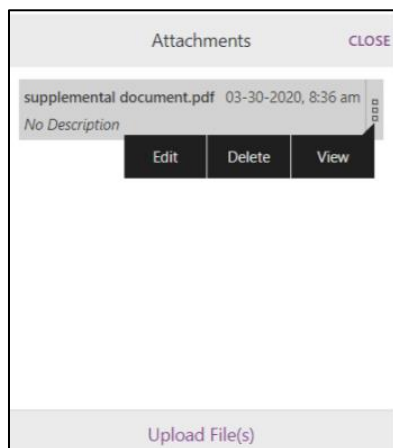 Attachments CLOSE
supplemental document.pdf 03-30-2020, 8:36 am
No Description
Edit Delete View
Upload File(s)